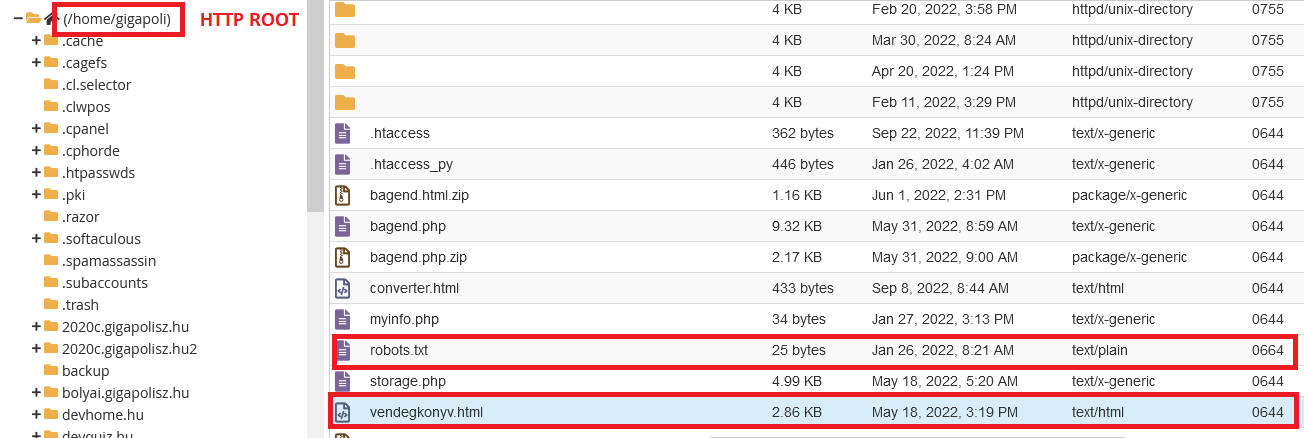 (/home/gigapoli) HTTP ROOT
.cache
.cagefs
.cl.selector
.clwpos
.cpanel
.cphorde
.htpasswds
.pki
.razor
.softaculous
.spamassassin
.subaccounts
.trash
2020c.gigapolisz.hu
2020c.gigapolisz.hu2
backup
bolyai.gigapolisz.hu
devhome.hu
devquiz.hu
4 KB Feb 20, 2022, 3:58 PM httpd/unix-directory 0755
4 KB Mar 30, 2022, 8:24 AM httpd/unix-directory 0755
4 KB Apr 20, 2022, 1:24 PM httpd/unix-directory 0755
4 KB Feb 11, 2022, 3:29 PM httpd/unix-directory 0755
.htaccess 362 bytes Sep 22, 2022, 11:39 PM text/x-generic 0644
.htaccess_py 446 bytes Jan 26, 2022, 4:02 AM text/x-generic 0644
bagend.html.zip 1.16 KB Jun 1, 2022, 2:31 PM package/x-generic 0644
bagend.php 9.32 KB May 31, 2022, 8:59 AM text/x-generic 0644
bagend.php.zip 2.17 KB May 31, 2022, 9:00 AM package/x-generic 0644
converter.html 433 bytes Sep 8, 2022, 8:44 AM text/html 0644
myinfo.php 34 bytes Jan 27, 2022, 3:13 PM text/x-generic 0644
robots.txt 25 bytes Jan 26, 2022, 8:21 AM text/plain 0664
storage.php 4.99 KB May 18, 2022, 5:20 AM text/x-generic 0644
vendegkonyv.html 2.86 KB May 18, 2022, 3:19 PM text/html 0644